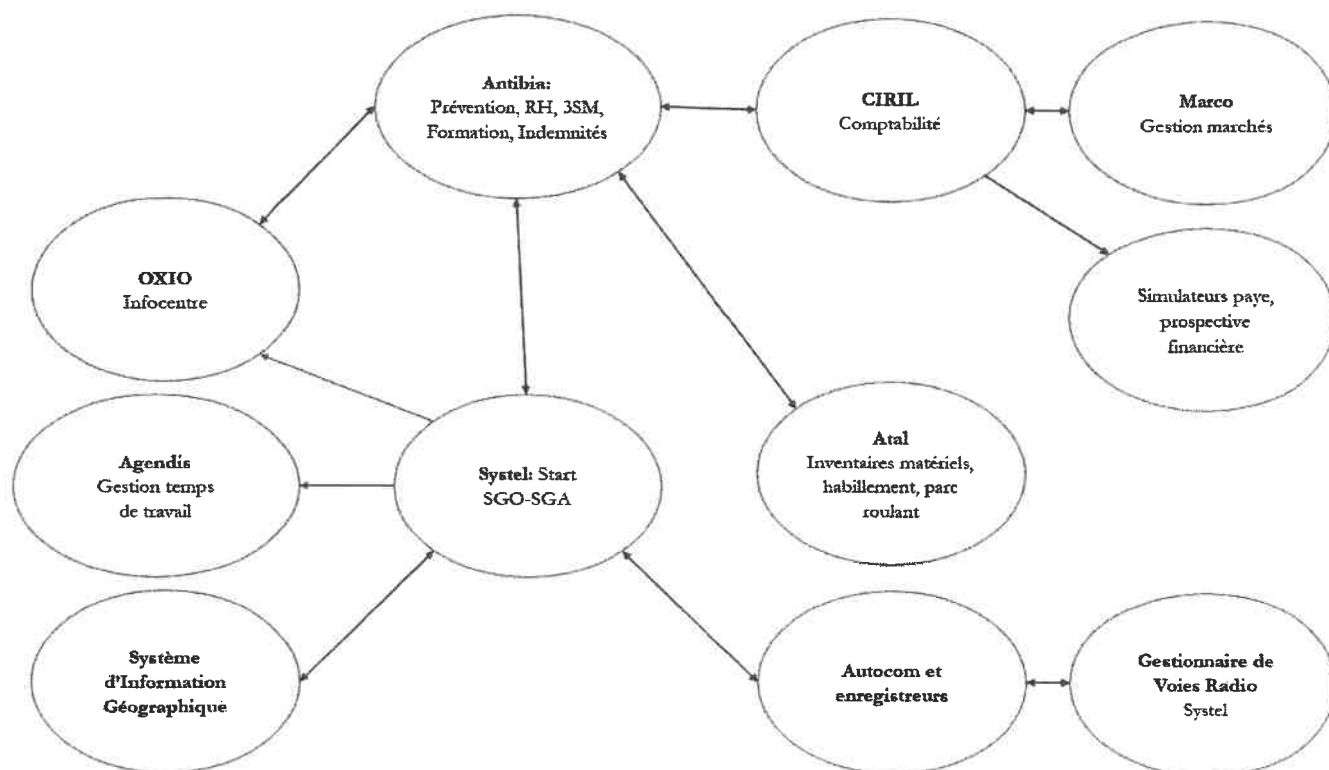 Antibia:
Prévention, RH, 3SM,
Formation, Indemnités
CIRIL
Comptabilité
Marco
Gestion marchés
OXIO
Infocentre
Simulateurs paye,
prospective
financière
Agendis
Gestion temps
de travail
Systel: Start
SGO-SGA
Atal
Inventaires matériels,
habillement, parc
roulant
Système
d'Information
Géographique
Autocom et
enregistreurs
Gestionnaire de
Voies Radio
Systel